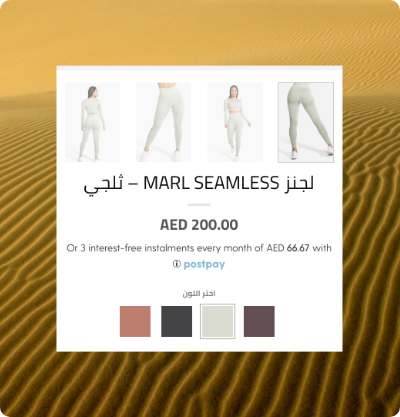 لجنز MARL SEAMLESS – ثلجي
AED 200.00
Or 3 interest-free instalments every month of AED 66.67 with
postpay
اختر اللون